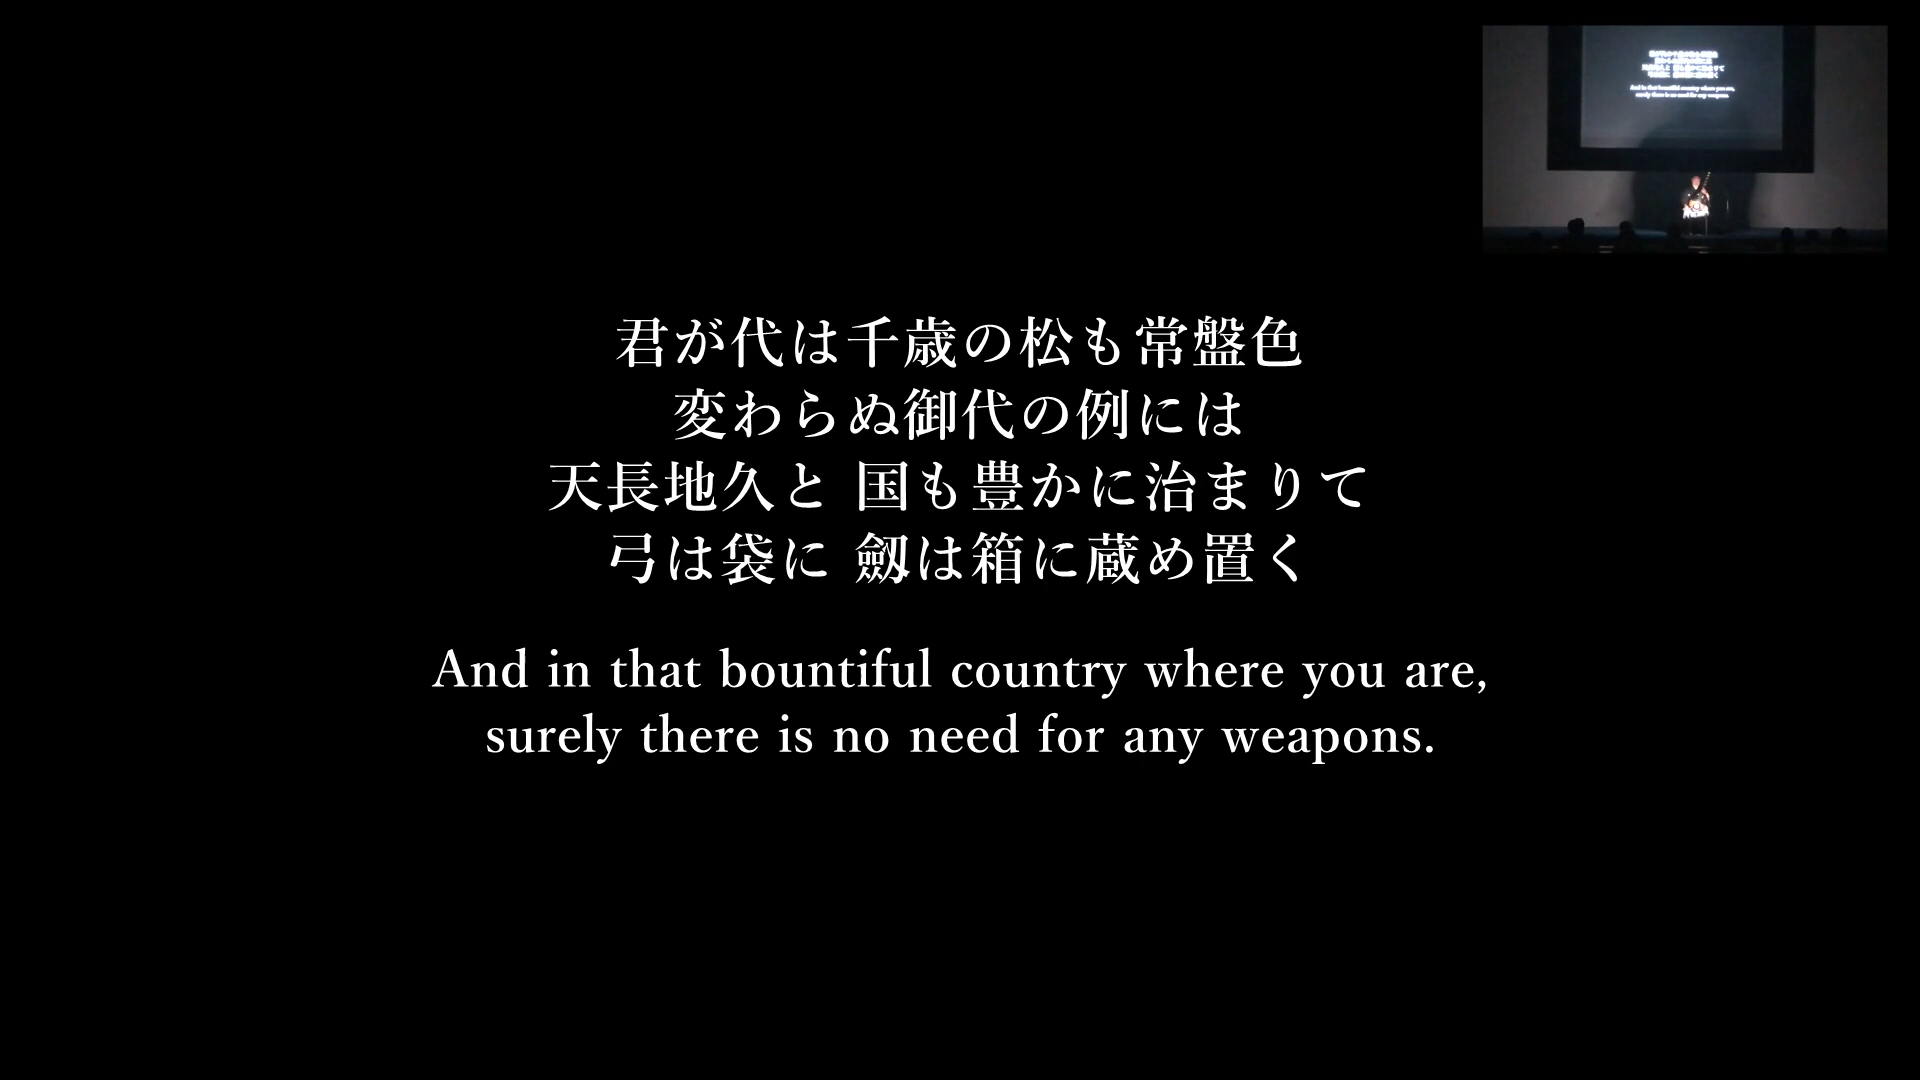 君が代は千歳の松も常盤色
変わらぬ御代の例には
天長地久と 国も豊かに治まりて
弓は袋に 劔は箱に蔵め置く
And in that bountiful country where you are,
surely there is no need for any weapons.